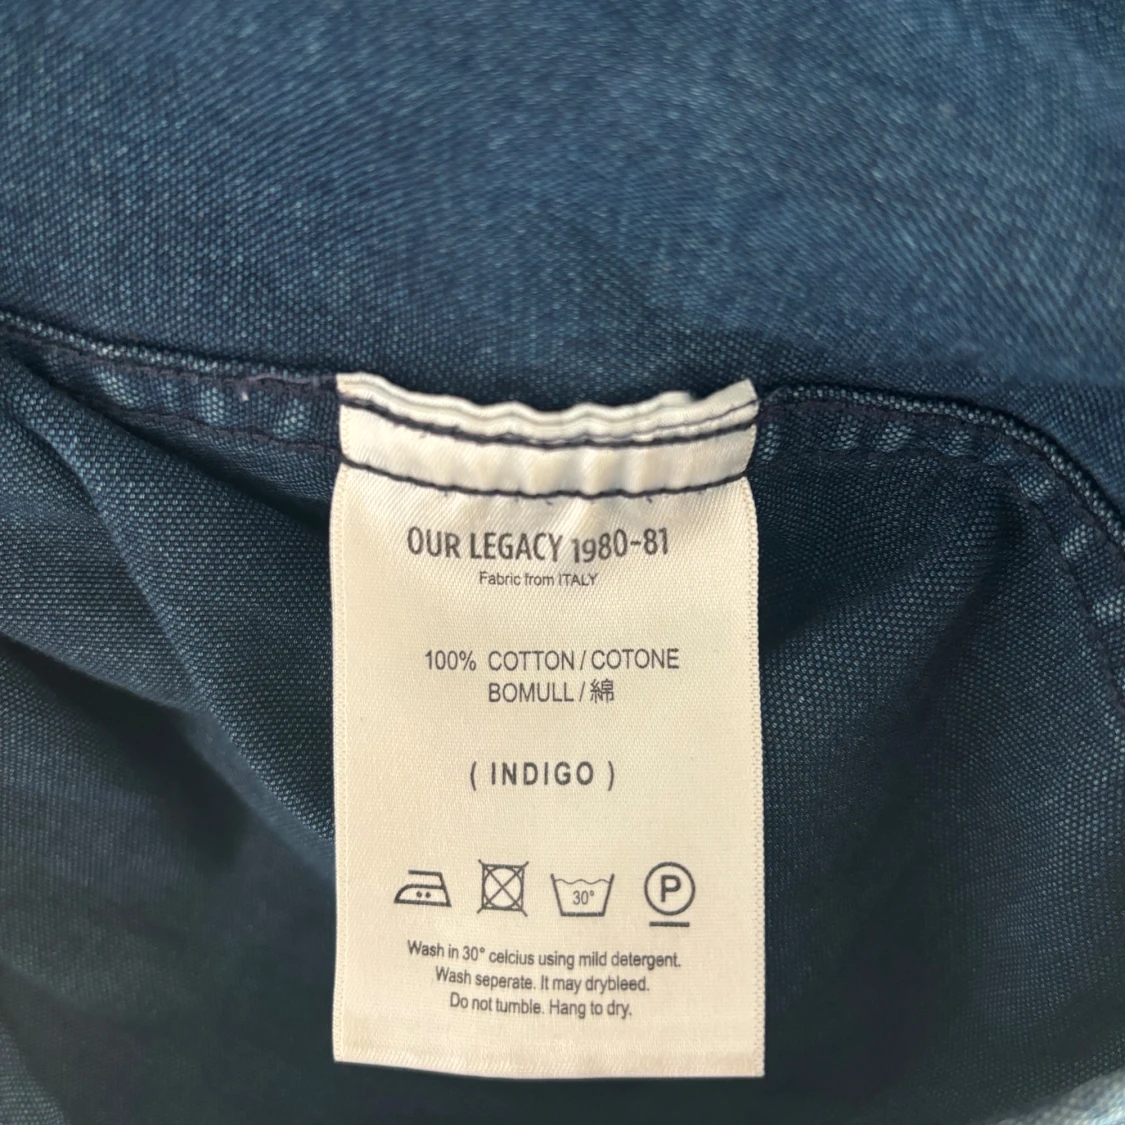 OUR LEGACY 1980-81
Fabric from ITALY
100% COTTON / COTONE
BOMULL / 綿
( INDIGO )
30° P
Wash in 30° celcius using mild detergent.
Wash seperate. It may drybleed.
Do not tumble. Hang to dry.